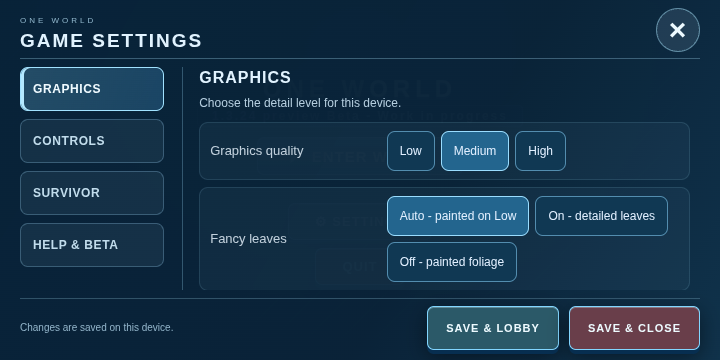 ONE WORLD
GAME SETTINGS
GRAPHICS
CONTROLS
SURVIVOR
HELP & BETA
GRAPHICS
Choose the detail level for this device.
Graphics quality
Low
Medium
High
Fancy leaves
Auto - painted on Low
On - detailed leaves
Off - painted foliage
Changes are saved on this device.
SAVE & LOBBY
SAVE & CLOSE